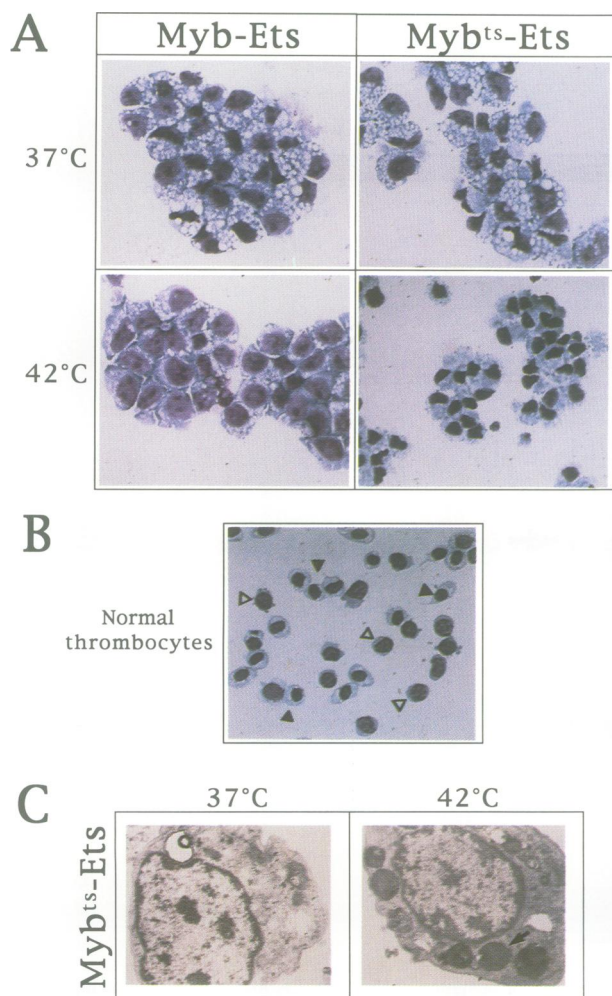 A
Myb-Ets
Myb^ts-Ets
37°C
42°C
B
Normal
thrombocytes
C
37°C
42°C
Myb^ts-Ets